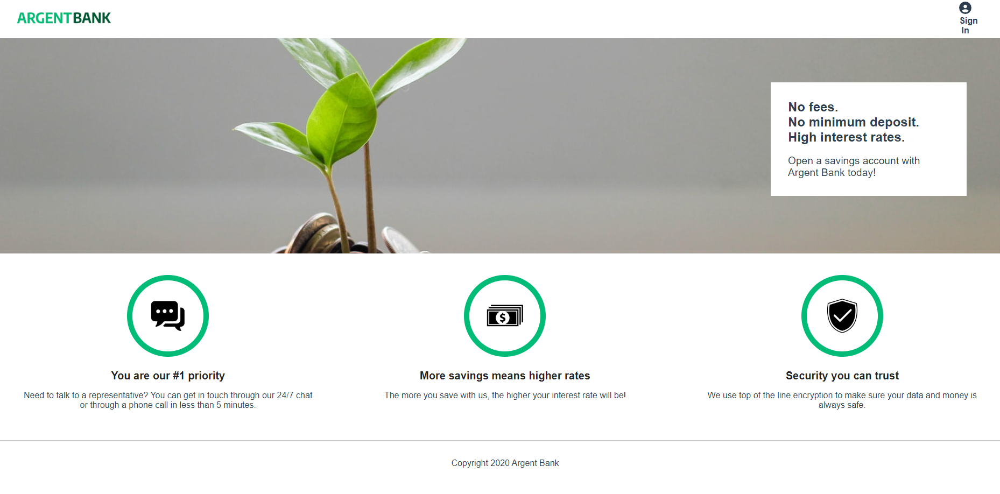 ARGENTBANK
Sign
In
No fees.
No minimum deposit.
High interest rates.
Open a savings account with
Argent Bank today!
You are our #1 priority
Need to talk to a representative? You can get in touch through our 24/7 chat
or through a phone call in less than 5 minutes.
More savings means higher rates
The more you save with us, the higher your interest rate will be!
Security you can trust
We use top of the line encryption to make sure your data and money is
always safe.
Copyright 2020 Argent Bank